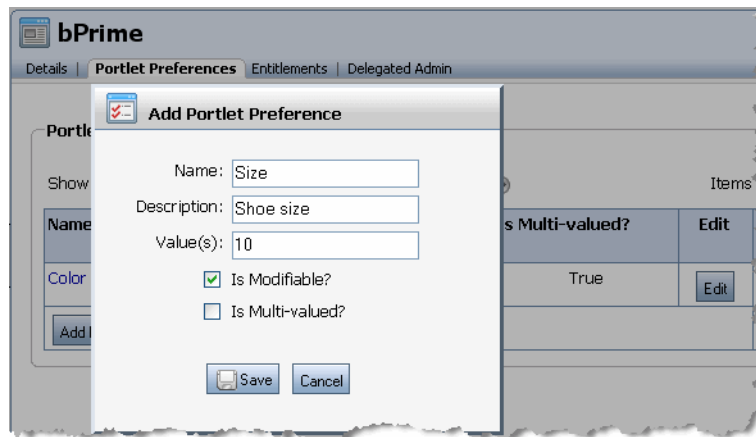 bPrime
Details | Portlet Preferences Entitlements | Delegated Admin
Add Portlet Preference
Name: Size
Show Items
Description: Shoe size
Name s Multi-valued? Edit
Value(s): 10
Color Is Modifiable? True Edit
Is Multi-valued?
Add
Save Cancel